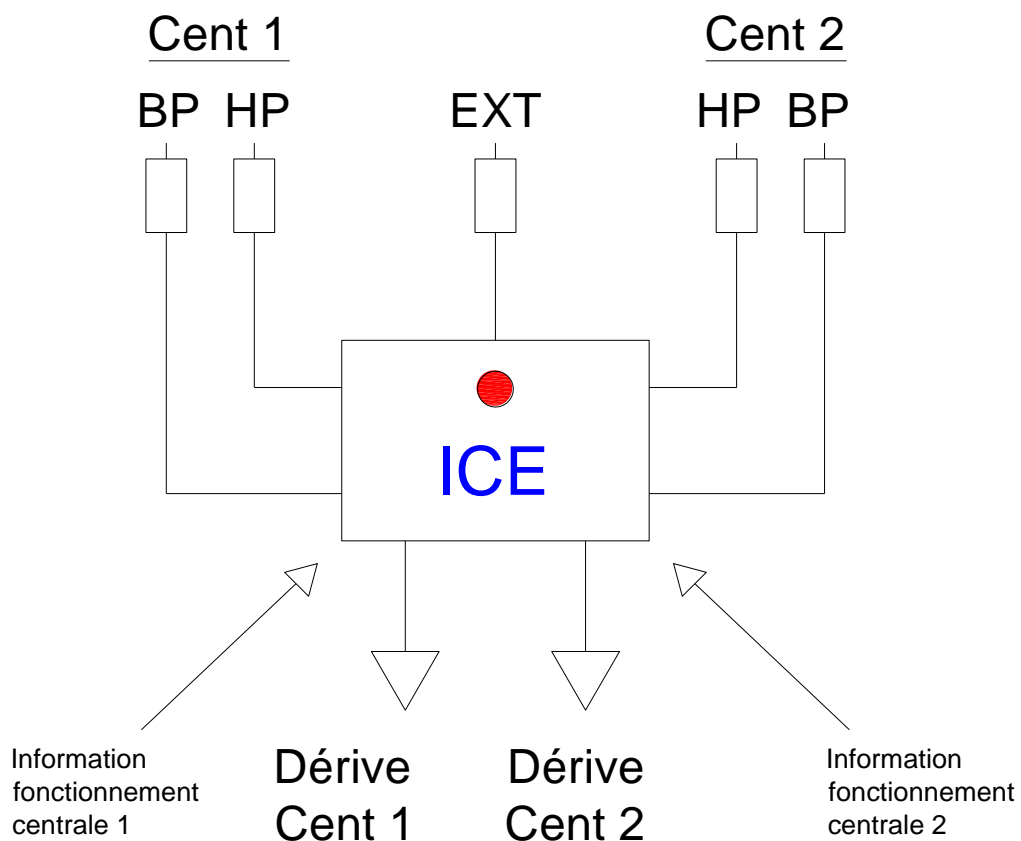 Cent 1
Cent 2
BP HP
EXT
HP BP
ICE
Information
fonctionnement
centrale 1
Dérive
Cent 1
Dérive
Cent 2
Information
fonctionnement
centrale 2